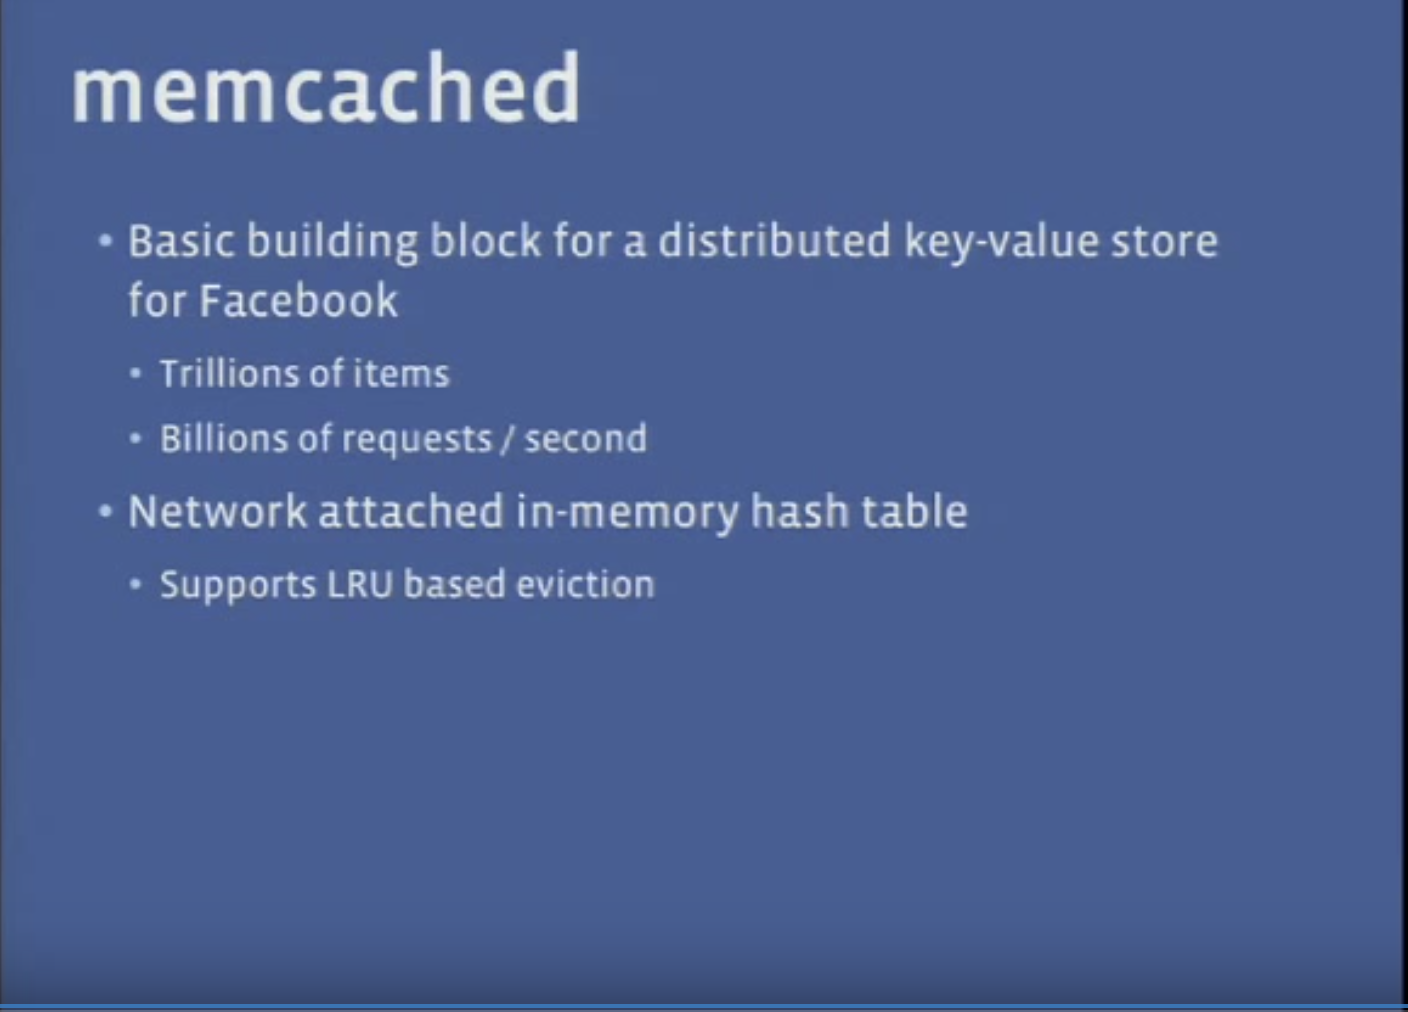 memcached
• Basic building block for a distributed key-value store
for Facebook
• Trillions of items
• Billions of requests / second
• Network attached in-memory hash table
• Supports LRU based eviction